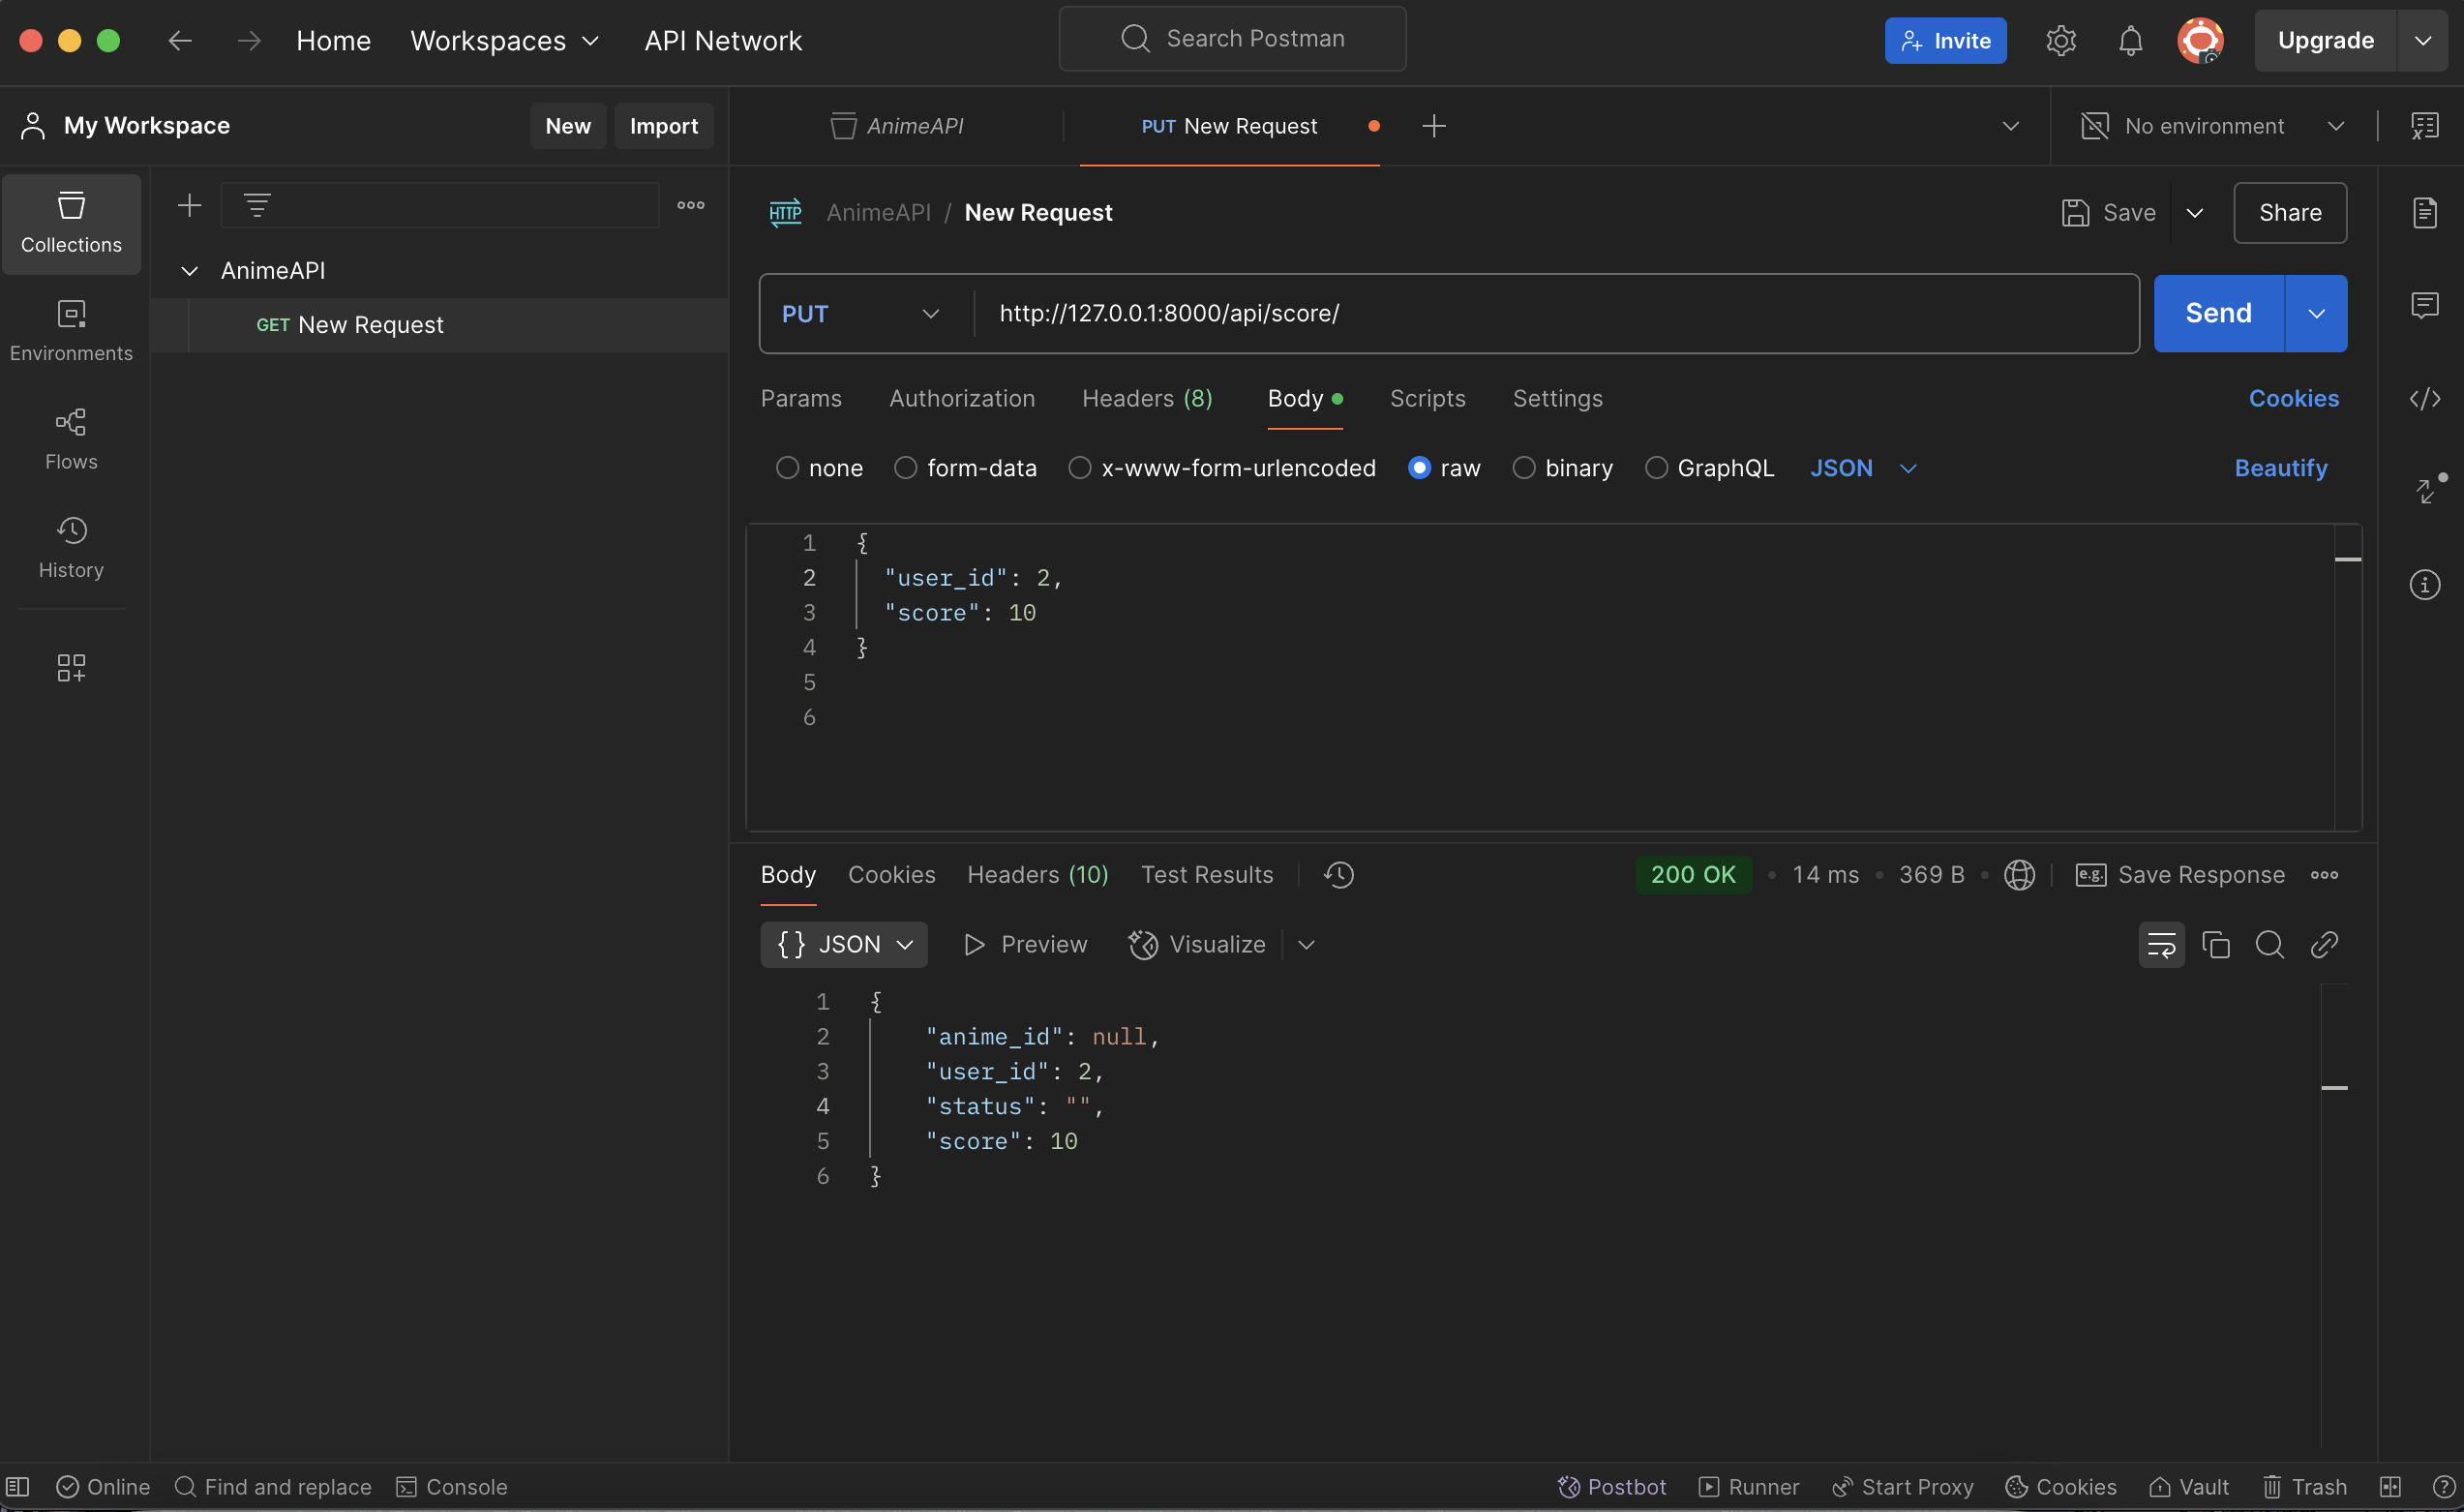 Home Workspaces API Network Search Postman Invite Upgrade
My Workspace New Import AnimeAPI PUT New Request No environment
Collections
Environments
Flows
History
AnimeAPI
GET New Request
HTTP AnimeAPI / New Request Save Share
PUT http://127.0.0.1:8000/api/score/ Send
Params Authorization Headers (8) Body Scripts Settings Cookies
none form-data x-www-form-urlencoded raw binary GraphQL JSON Beautify
1 {
2 "user_id": 2,
3 "score": 10
4 }
5
6
Body Cookies Headers (10) Test Results 200 OK • 14 ms • 369 B • e.g. Save Response
{} JSON Preview Visualize
1 {
2 "anime_id": null,
3 "user_id": 2,
4 "status": "",
5 "score": 10
6 }
Online Find and replace Console Postbot Runner Start Proxy Cookies Vault Trash